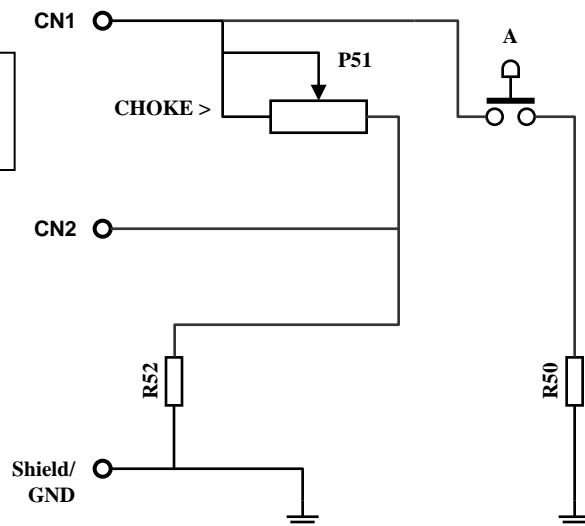 CN1
A
P51
CHOKE >
CN2
R52
R50
Shield/
GND